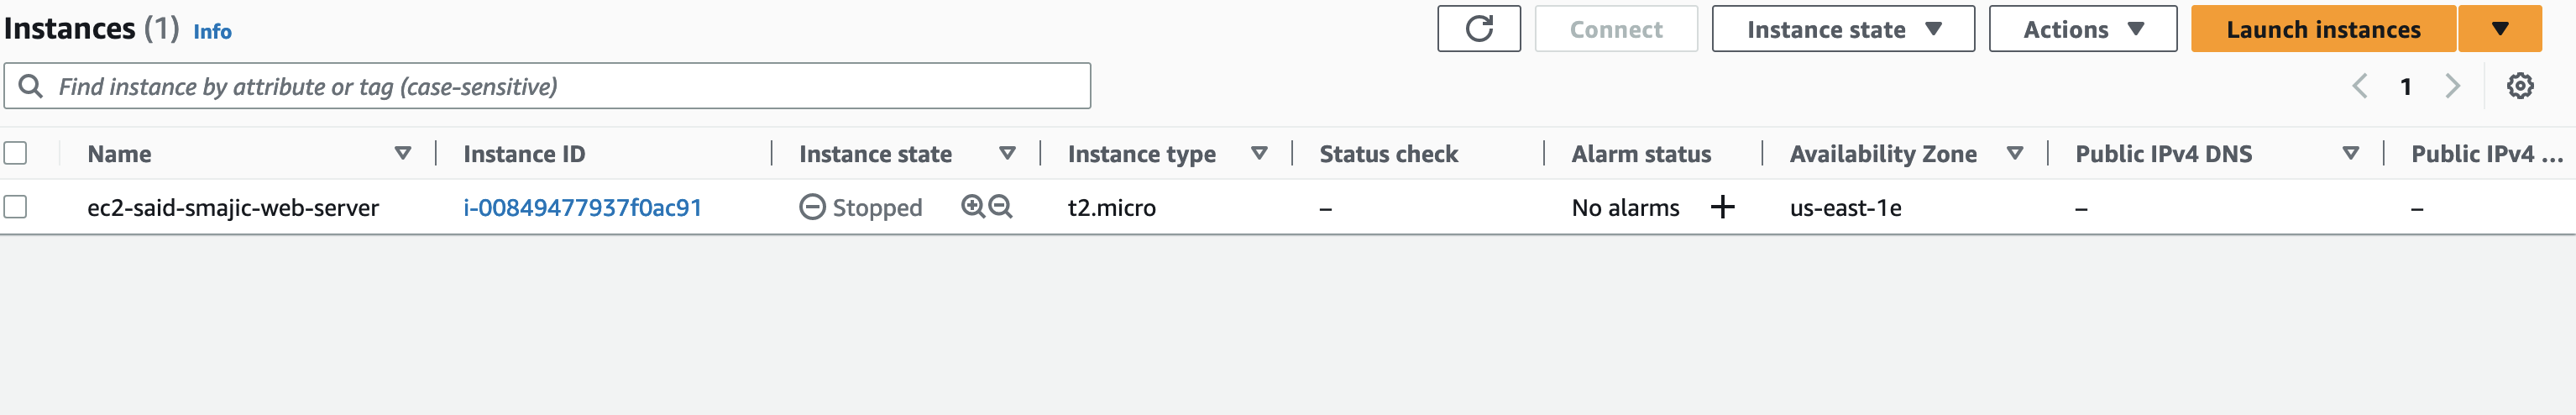 Instances (1) Info Connect Instance state Actions Launch instances
Find instance by attribute or tag (case-sensitive) 1
Name Instance ID Instance state Instance type Status check Alarm status Availability Zone Public IPv4 DNS Public IPv4 ...
ec2-said-smajic-web-server i-00849477937f0ac91 Stopped t2.micro – No alarms + us-east-1e – –